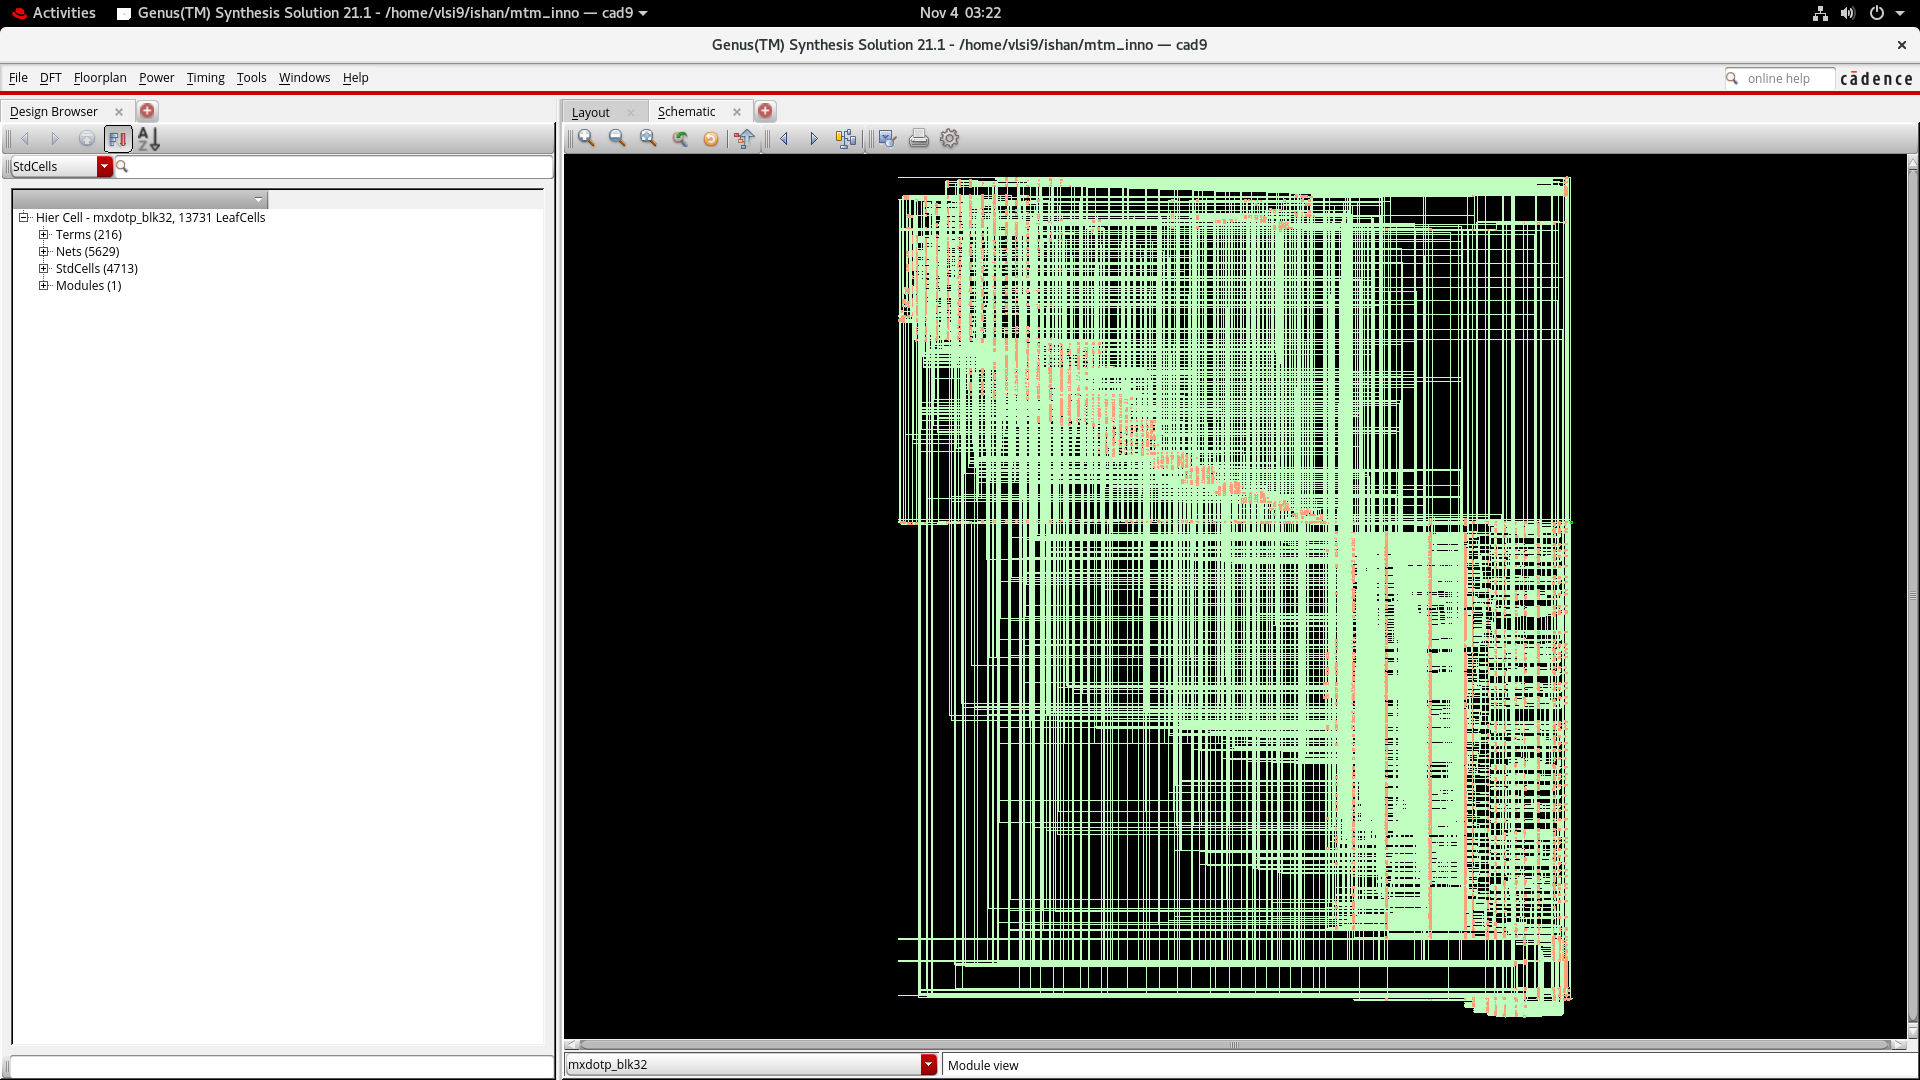 Activities
Genus(TM) Synthesis Solution 21.1 - /home/vlsi9/ishan/mtm_inno — cad9
Nov 4 03:22
Genus(TM) Synthesis Solution 21.1 - /home/vlsi9/ishan/mtm_inno — cad9
File DFT Floorplan Power Timing Tools Windows Help
online help
cādence
Design Browser
Layout
Schematic
A
Z
StdCells
Hier Cell - mxdotp_blk32, 13731 LeafCells
Terms (216)
Nets (5629)
StdCells (4713)
Modules (1)
mxdotp_blk32
Module view